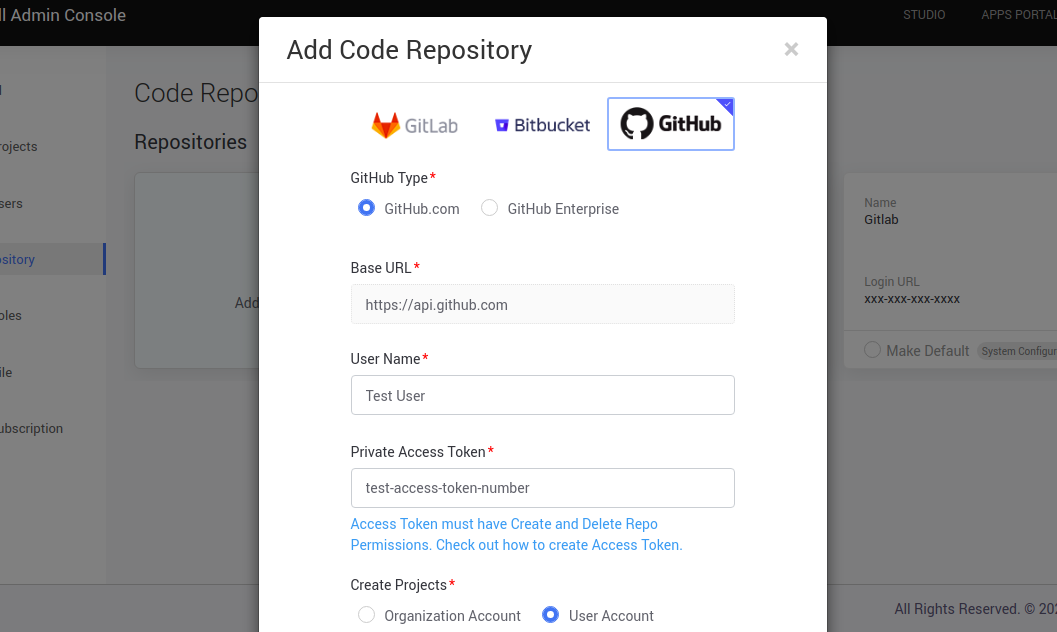 ll Admin Console
STUDIO
APPS PORTAL
Add Code Repository
×
Code Repo
Repositories
rojects
sers
ository
oles
ile
ubscription
Add
GitLab
Bitbucket
GitHub
GitHub Type*
GitHub.com
GitHub Enterprise
Base URL*
https://api.github.com
User Name*
Test User
Private Access Token*
test-access-token-number
Access Token must have Create and Delete Repo
Permissions. Check out how to create Access Token.
Create Projects*
Organization Account
User Account
Name
Gitlab
Login URL
xxx-xxx-xxx-xxxx
Make Default
System Configur
All Rights Reserved. © 202